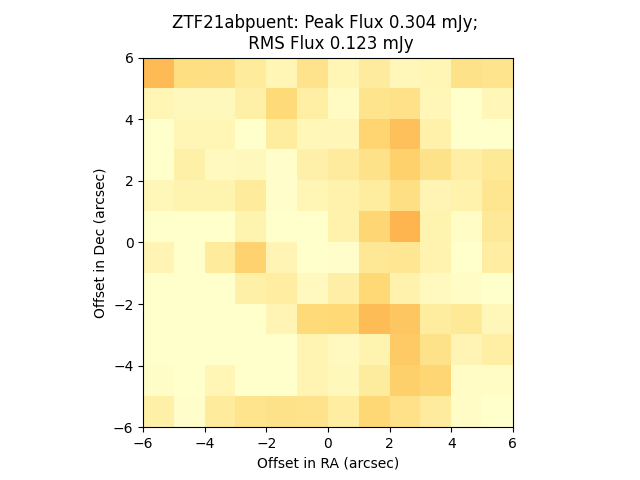 ZTF21abpuent: Peak Flux 0.304 mJy;
RMS Flux 0.123 mJy
6
4
2
0
−2
−4
−6
Offset in Dec (arcsec)
−6 −4 −2 0 2 4 6
Offset in RA (arcsec)